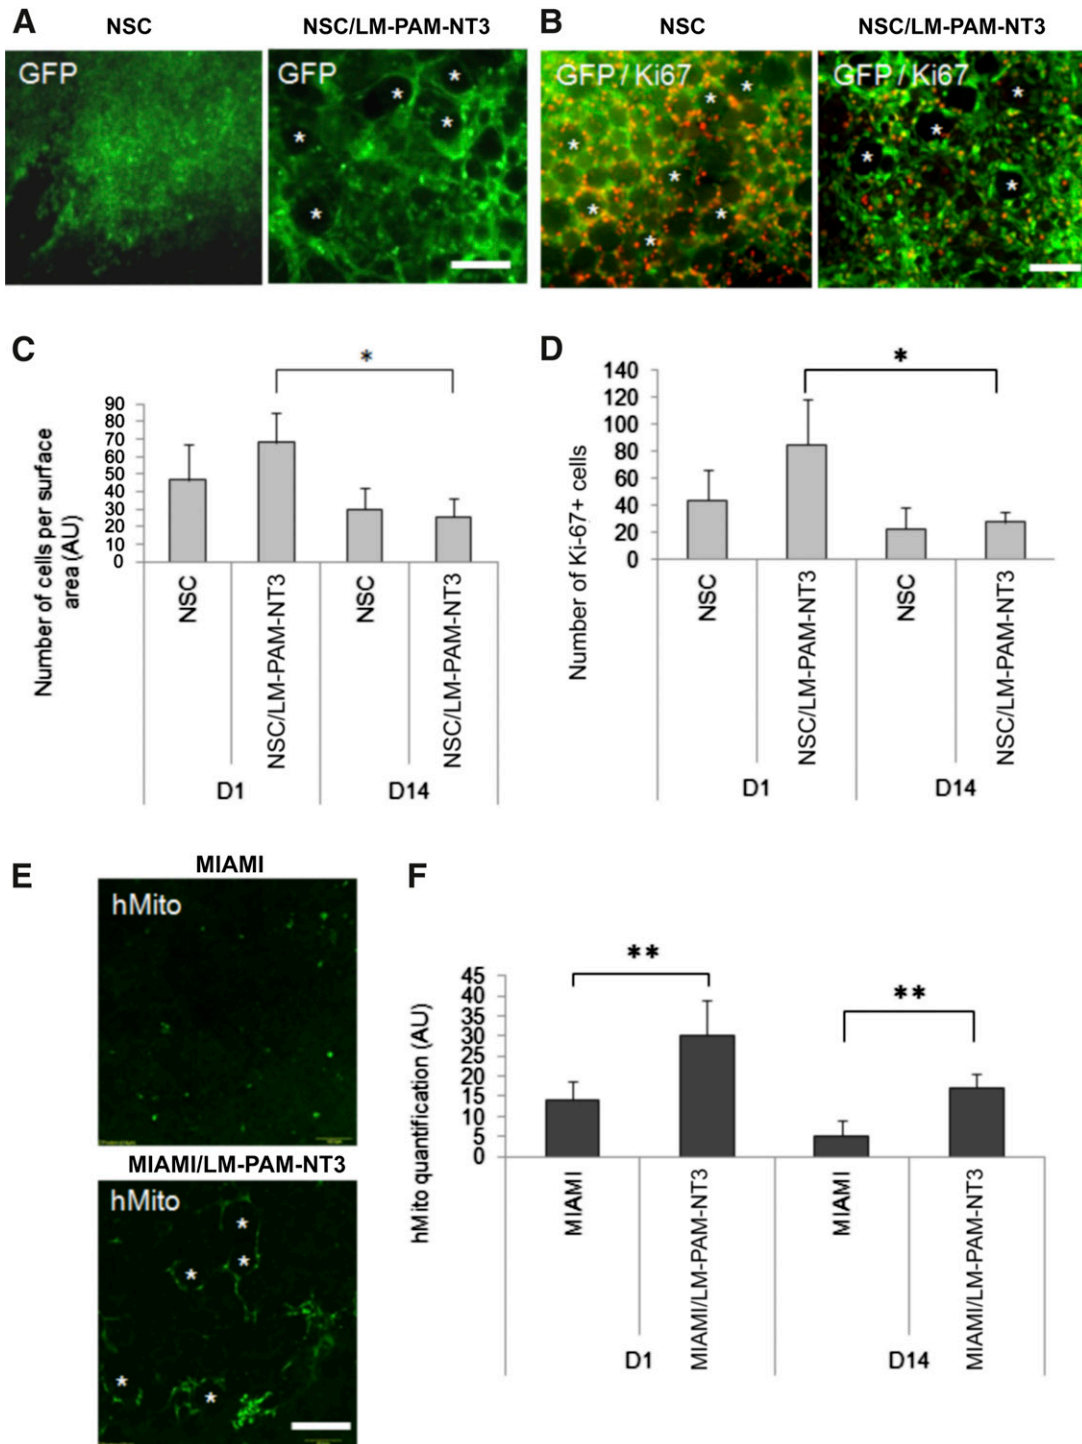 A
NSC
NSC/LM-PAM-NT3
GFP
GFP
*
*
*
*
*
B
NSC
NSC/LM-PAM-NT3
GFP / Ki67
GFP / Ki67
*
*
*
*
*
*
*
*
*
*
*
C
Number of cells per surface
area (AU)
90
80
70
60
50
40
30
20
10
0
*
NSC
NSC/LM-PAM-NT3
NSC
NSC/LM-PAM-NT3
D1
D14
D
Number of Ki-67+ cells
140
120
100
80
60
40
20
0
*
NSC
NSC/LM-PAM-NT3
NSC
NSC/LM-PAM-NT3
D1
D14
E
MIAMI
hMito
MIAMI/LM-PAM-NT3
hMito
*
*
*
*
*
F
hMito quantification (AU)
45
40
35
30
25
20
15
10
5
0
**
**
MIAMI
MIAMI/LM-PAM-NT3
MIAMI
MIAMI/LM-PAM-NT3
D1
D14